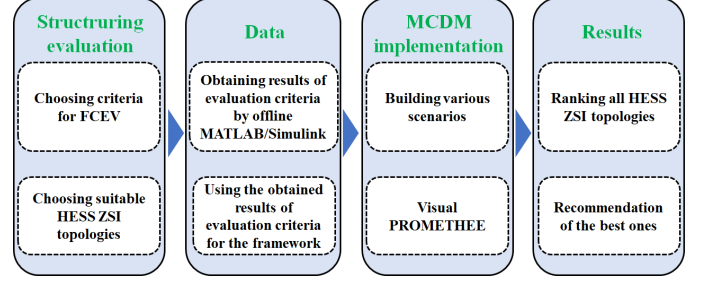 Structruring
evaluation
Choosing criteria
for FCEV
Choosing suitable
HESS ZSI
topologies
Data
Obtaining results of
evaluation criteria
by offline
MATLAB/Simulink
Using the obtained
results of
evaluation criteria
for the framework
MCDM
implementation
Building various
scenarios
Visual
PROMETHEE
Results
Ranking all HESS
ZSI topologies
Recommendation
of the best ones